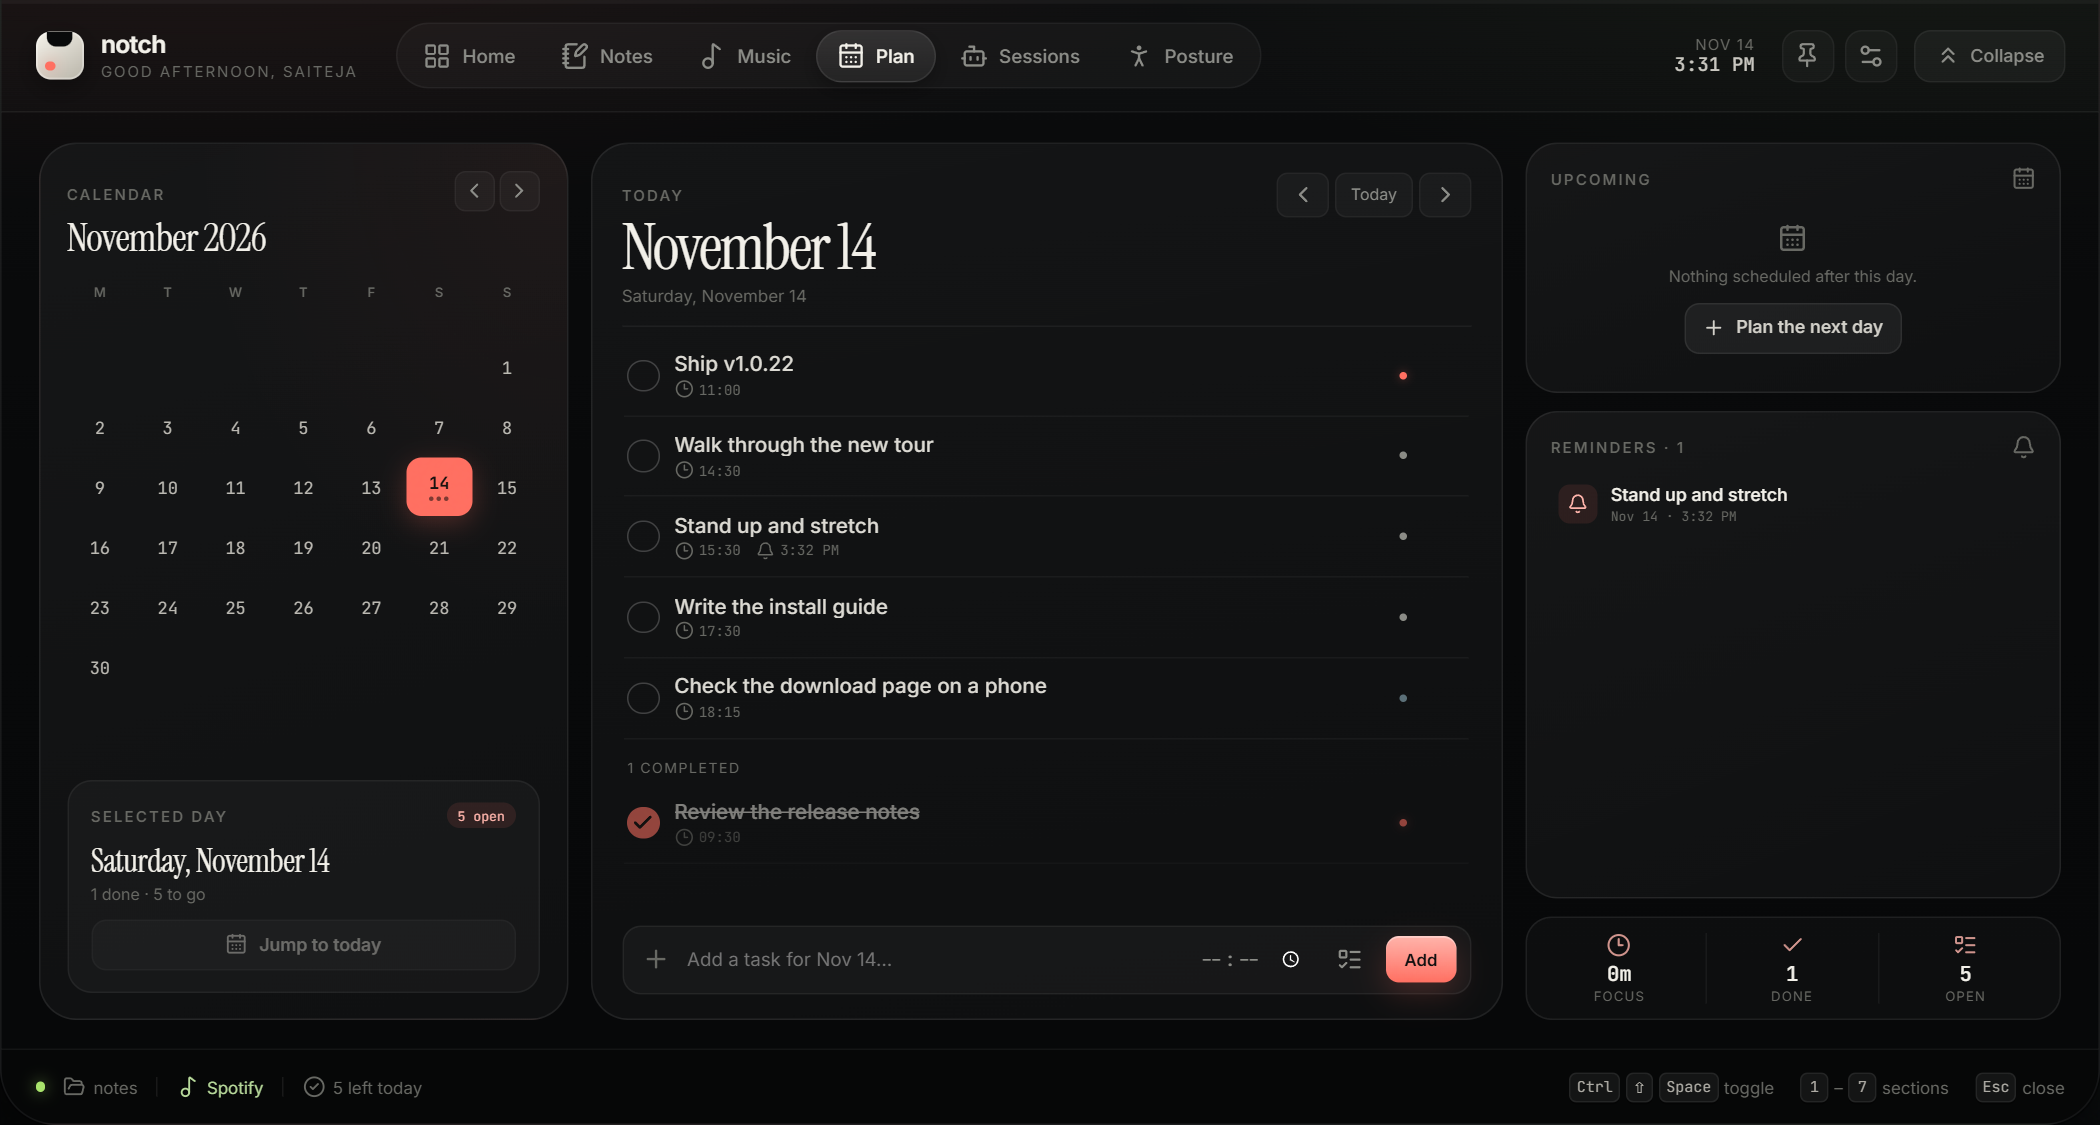 notch
GOOD AFTERNOON, SAITEJA
Home
Notes
Music
Plan
Sessions
Posture
NOV 14
3:31 PM
Collapse
CALENDAR
November 2026
M T W T F S S
1
2 3 4 5 6 7 8
9 10 11 12 13 14 15
16 17 18 19 20 21 22
23 24 25 26 27 28 29
30
SELECTED DAY
5 open
Saturday, November 14
1 done · 5 to go
Jump to today
TODAY
Today
November 14
Saturday, November 14
Ship v1.0.22
11:00
Walk through the new tour
14:30
Stand up and stretch
15:30 3:32 PM
Write the install guide
17:30
Check the download page on a phone
18:15
1 COMPLETED
Review the release notes
09:30
Add a task for Nov 14...
--:--
Add
UPCOMING
Nothing scheduled after this day.
Plan the next day
REMINDERS · 1
Stand up and stretch
Nov 14 · 3:32 PM
0m
FOCUS
1
DONE
5
OPEN
notes
Spotify
5 left today
Ctrl ⇧ Space toggle
1 – 7 sections
Esc close